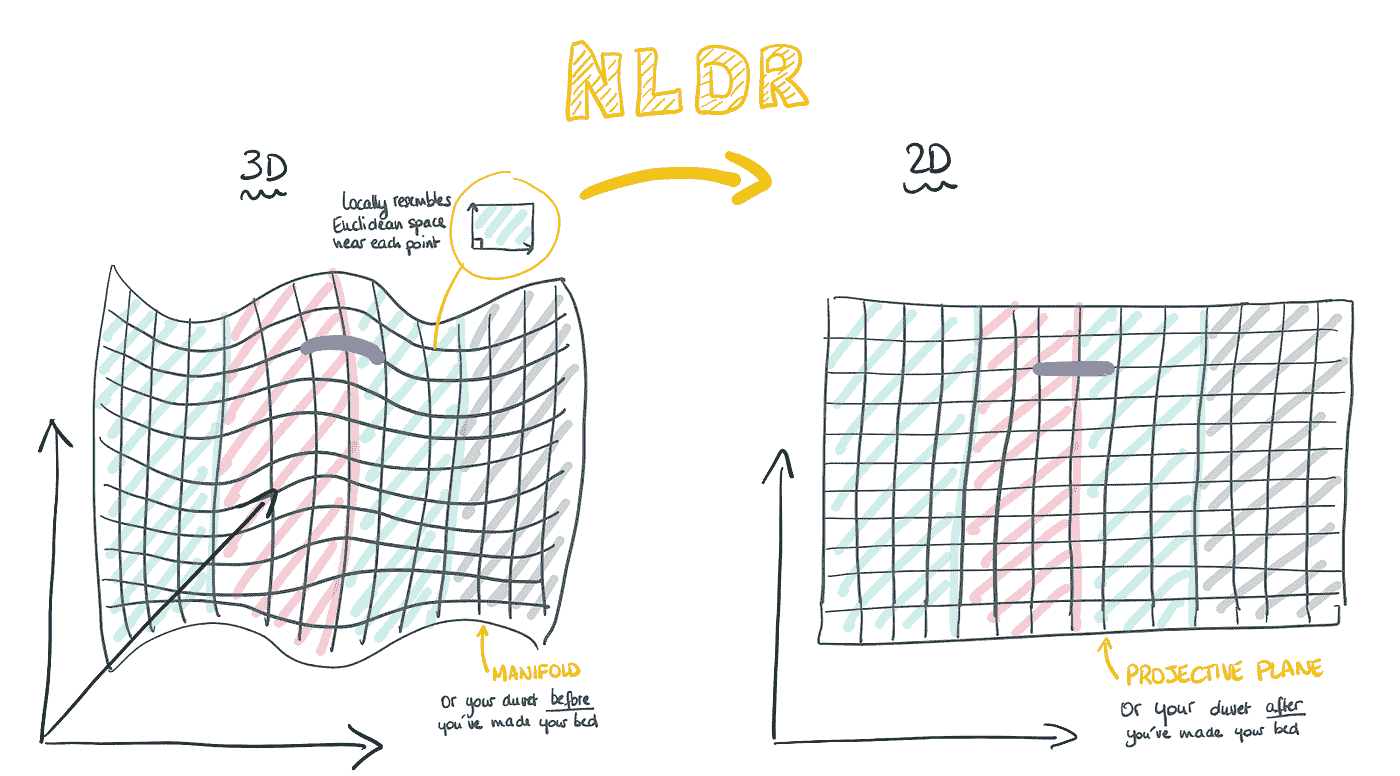 NLDR
3D
2D
Locally resembles
Euclidean space
near each point
MANIFOLD
Or your duvet before
you've made your bed
PROJECTIVE PLANE
Or your duvet after
you've made your bed